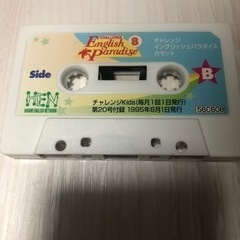 CHALLENGE
English Paradise 8
チャレンジ
イングリッシュパラダイス
カセット
Side
B
HEN
チャレンジKids(毎月1回1日発行)
第20号付録 1995年8月1日発行
560608